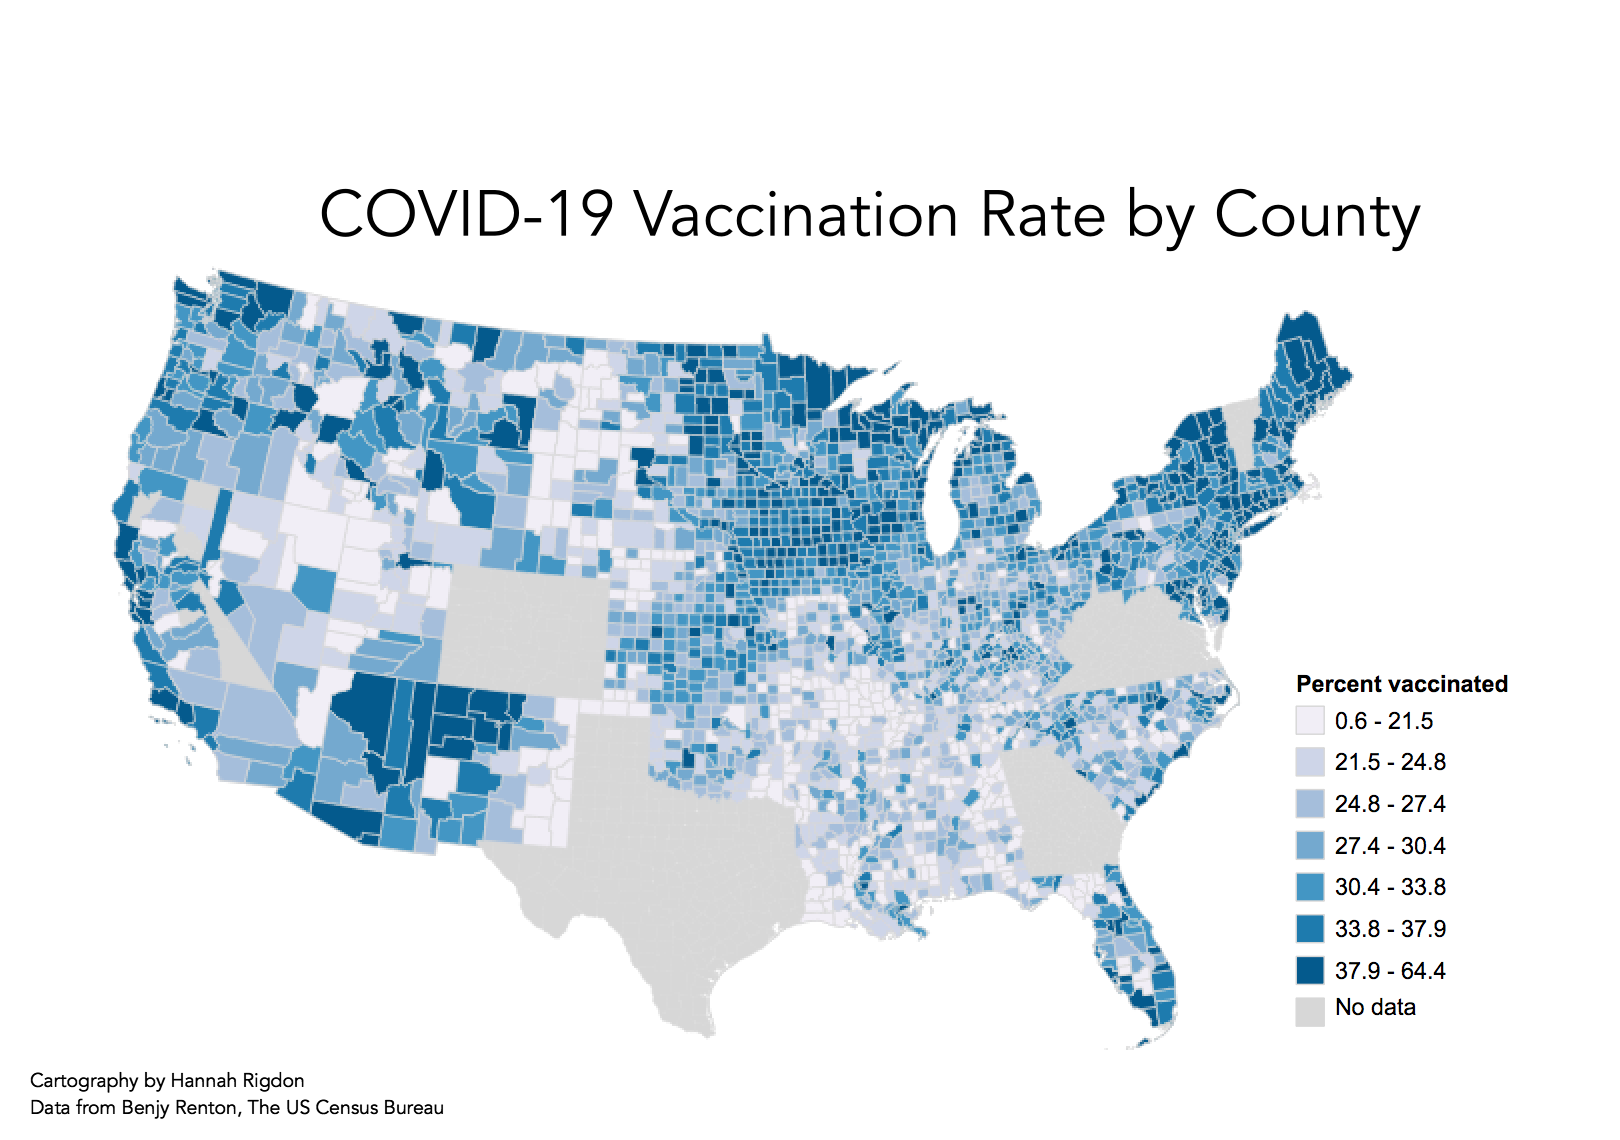 COVID-19 Vaccination Rate by County
Percent vaccinated
0.6 - 21.5
21.5 - 24.8
24.8 - 27.4
27.4 - 30.4
30.4 - 33.8
33.8 - 37.9
37.9 - 64.4
No data
Cartography by Hannah Rigdon
Data from Benjy Renton, The US Census Bureau